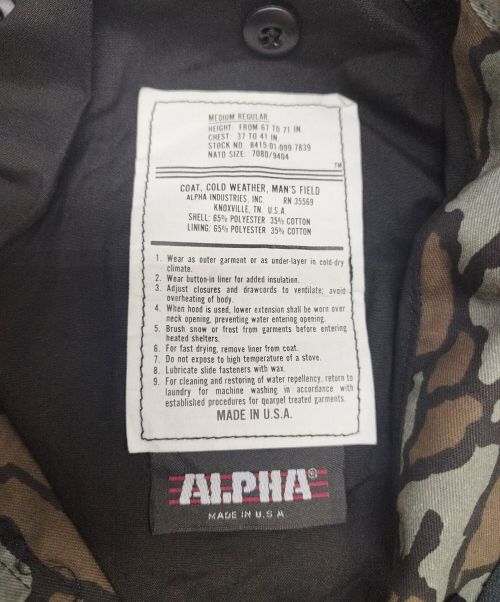 MEDIUM REGULAR
HEIGHT: FROM 67 TO 71 IN.
CHEST: 37 TO 41 IN.
STOCK NO. 8415-01-099-7839
NATO SIZE: 7080/9404
TM
COAT, COLD WEATHER, MAN'S FIELD
ALPHA INDUSTRIES, INC. RN 35569
KNOXVILLE, TN. U.S.A.
SHELL: 65% POLYESTER 35% COTTON
LINING: 65% POLYESTER 35% COTTON
1. Wear as outer garment or as under-layer in cold-dry
climate.
2. Wear button-in liner for added insulation.
3. Adjust closures and drawcords to ventilate; avoid
overheating of body.
4. When hood is used, lower extension shall be worn over
neck opening, preventing water entering opening.
5. Brush snow or frost from garments before entering
heated shelters.
6. For fast drying, remove liner from coat.
7. Do not expose to high temperature of a stove.
8. Lubricate slide fasteners with wax.
9. For cleaning and restoring of water repellency, return to
laundry for machine washing in accordance with
established procedures for quarpel treated garments.
MADE IN U.S.A.
ALPHA®
MADE IN U.S.A.